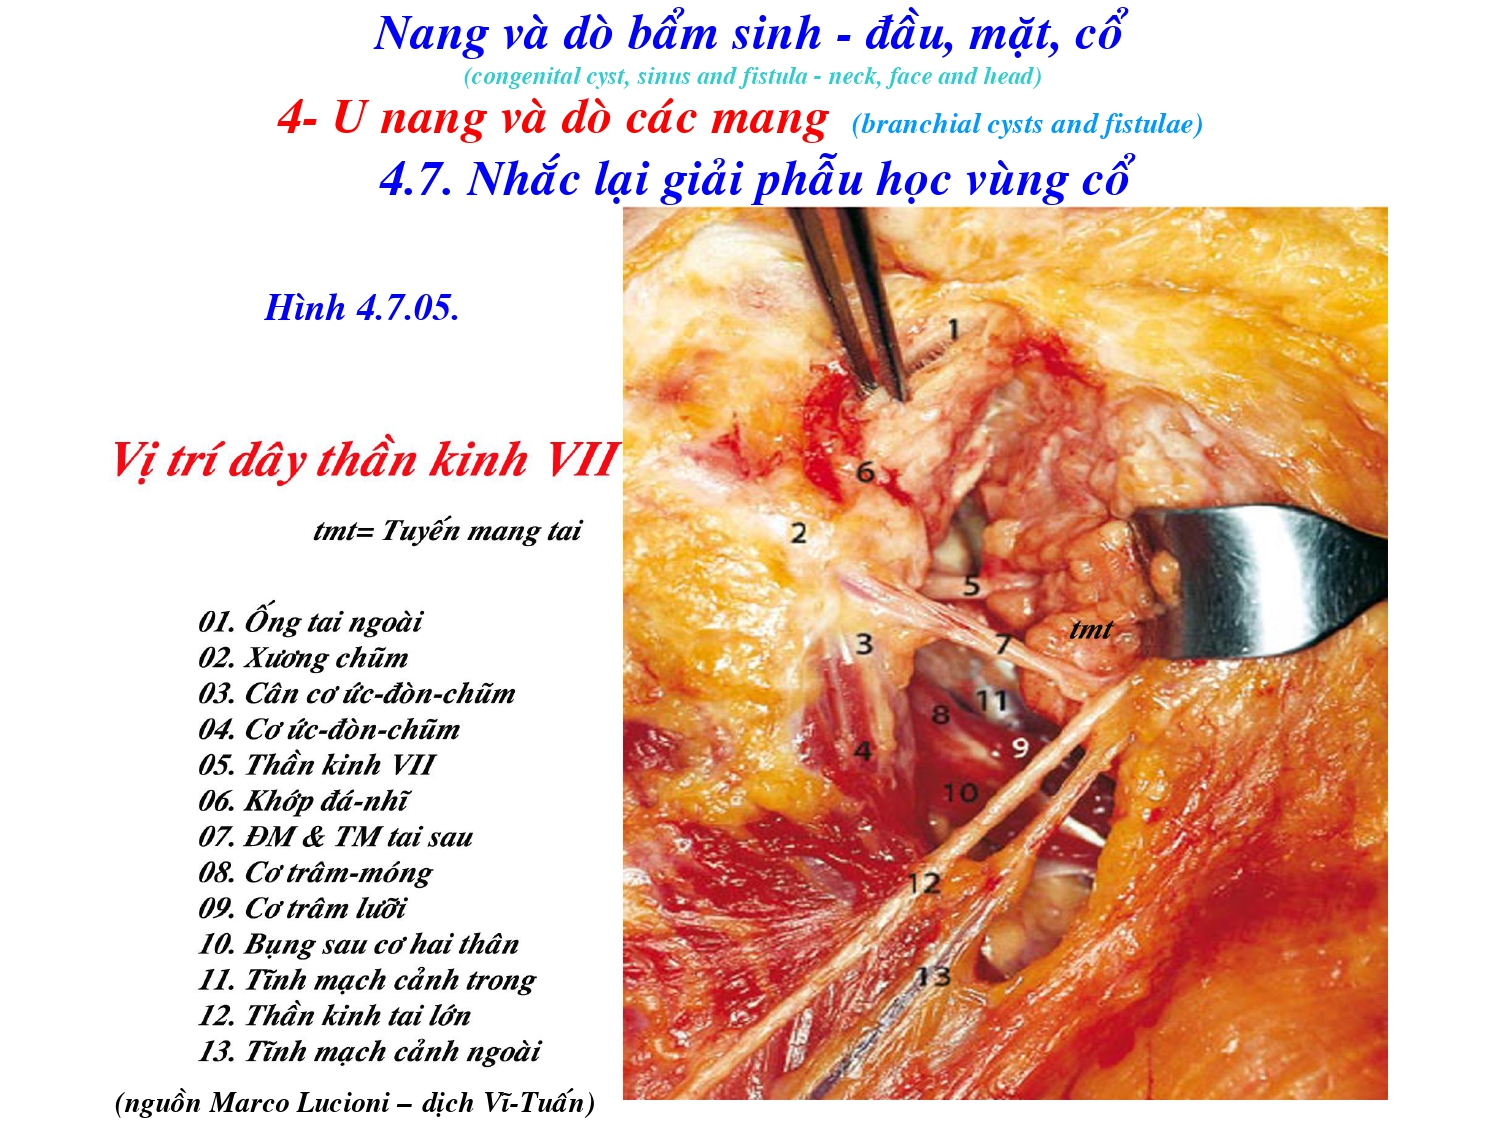 Nang và dò bẩm sinh - đầu, mặt, cổ
(congenital cyst, sinus and fistula - neck, face and head)
4- U nang và dò các mang (branchial cysts and fistulae)
4.7. Nhắc lại giải phẫu học vùng cổ
Hình 4.7.05.
Vị trí dây thần kinh VII
tmt= Tuyến mang tai
01. Ống tai ngoài
02. Xương chũm
03. Cân cơ ức-đòn-chũm
04. Cơ ức-đòn-chũm
05. Thần kinh VII
06. Khớp đá-nhĩ
07. ĐM & TM tai sau
08. Cơ trâm-móng
09. Cơ trâm lưỡi
10. Bụng sau cơ hai thân
11. Tĩnh mạch cảnh trong
12. Thần kinh tai lớn
13. Tĩnh mạch cảnh ngoài
(nguồn Marco Lucioni – dịch Vĩ-Tuấn)
1
6
2
5
tmt
3
7
11
8
4
9
10
12
13